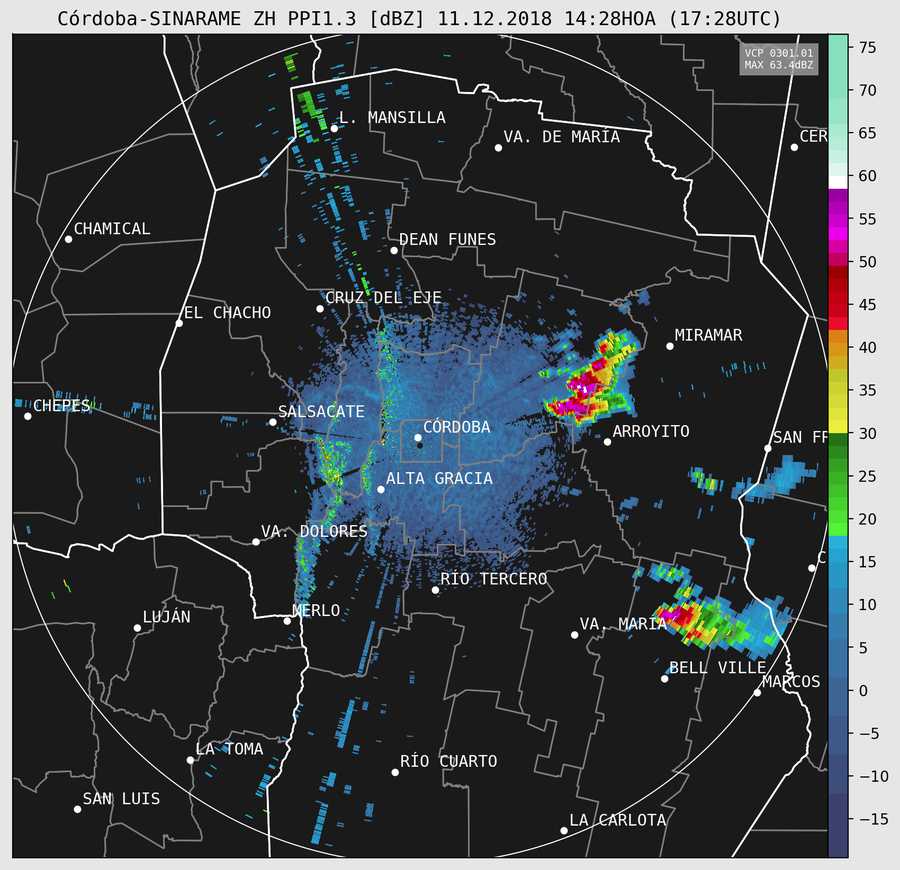 Córdoba-SINARAME ZH PPI1.3 [dBZ] 11.12.2018 14:28HOA (17:28UTC)
VCP 0301.01
MAX 63.4dBZ
75
70
65
60
55
50
45
40
35
30
25
20
15
10
5
0
−5
−10
−15
L. MANSILLA
VA. DE MARÍA
CER
CHAMICAL
DEAN FUNES
CRUZ DEL EJE
EL CHACHO
MIRAMAR
CHEPES
SALSACATE
CÓRDOBA
ARROYITO
SAN FR
ALTA GRACIA
VA. DOLORES
C
RÍO TERCERO
MERLO
LUJÁN
VA. MARÍA
BELL VILLE
MARCOS
LA TOMA
RÍO CUARTO
SAN LUIS
LA CARLOTA